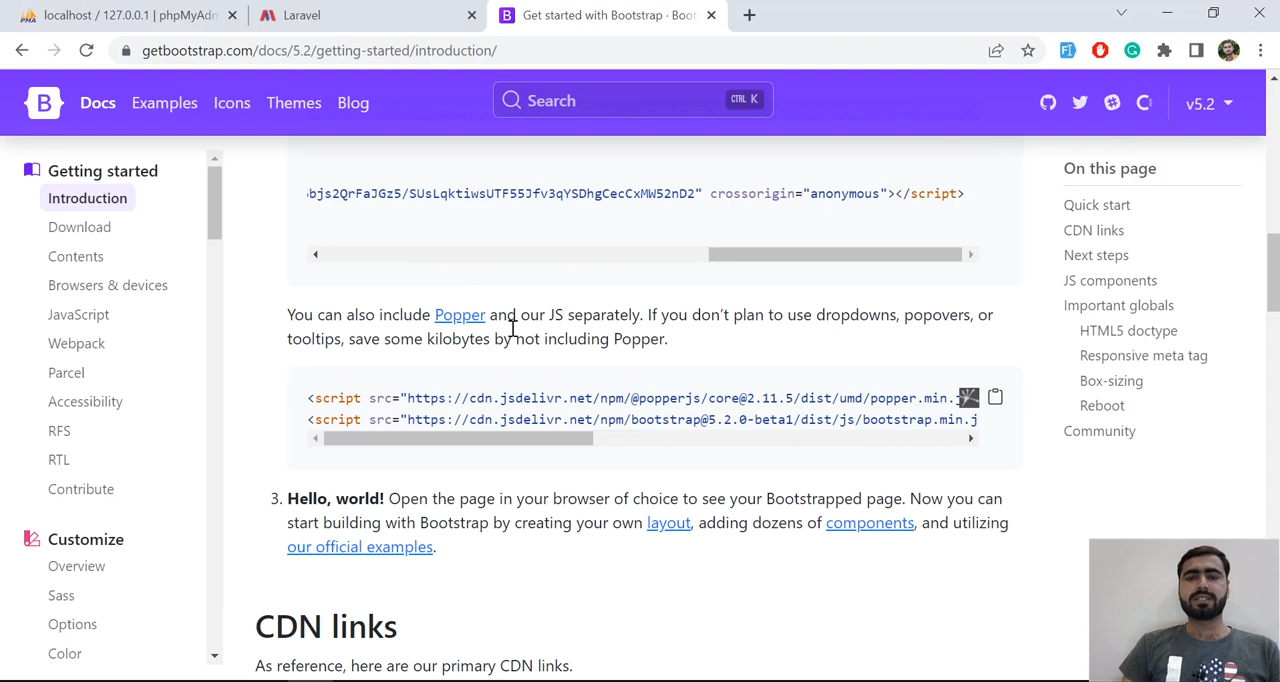 localhost / 127.0.0.1 | phpMyAdn
Laravel
Get started with Bootstrap · Boot
getbootstrap.com/docs/5.2/getting-started/introduction/
B
Docs
Examples
Icons
Themes
Blog
Search
CTRL K
v5.2
Getting started
Introduction
Download
Contents
Browsers & devices
JavaScript
Webpack
Parcel
Accessibility
RFS
RTL
Contribute
Customize
Overview
Sass
Options
Color
bjs2QrFaJGz5/SUsLqktiwsUTF55Jfv3qYSDhgCecCxMW52nD2" crossorigin="anonymous"></script>
You can also include Popper and our JS separately. If you don't plan to use dropdowns, popovers, or
tooltips, save some kilobytes by not including Popper.
<script src="https://cdn.jsdelivr.net/npm/@popperjs/core@2.11.5/dist/umd/popper.min.j
<script src="https://cdn.jsdelivr.net/npm/bootstrap@5.2.0-beta1/dist/js/bootstrap.min.j
3. Hello, world! Open the page in your browser of choice to see your Bootstrapped page. Now you can
start building with Bootstrap by creating your own layout, adding dozens of components, and utilizing
our official examples.
CDN links
As reference, here are our primary CDN links.
On this page
Quick start
CDN links
Next steps
JS components
Important globals
HTML5 doctype
Responsive meta tag
Box-sizing
Reboot
Community